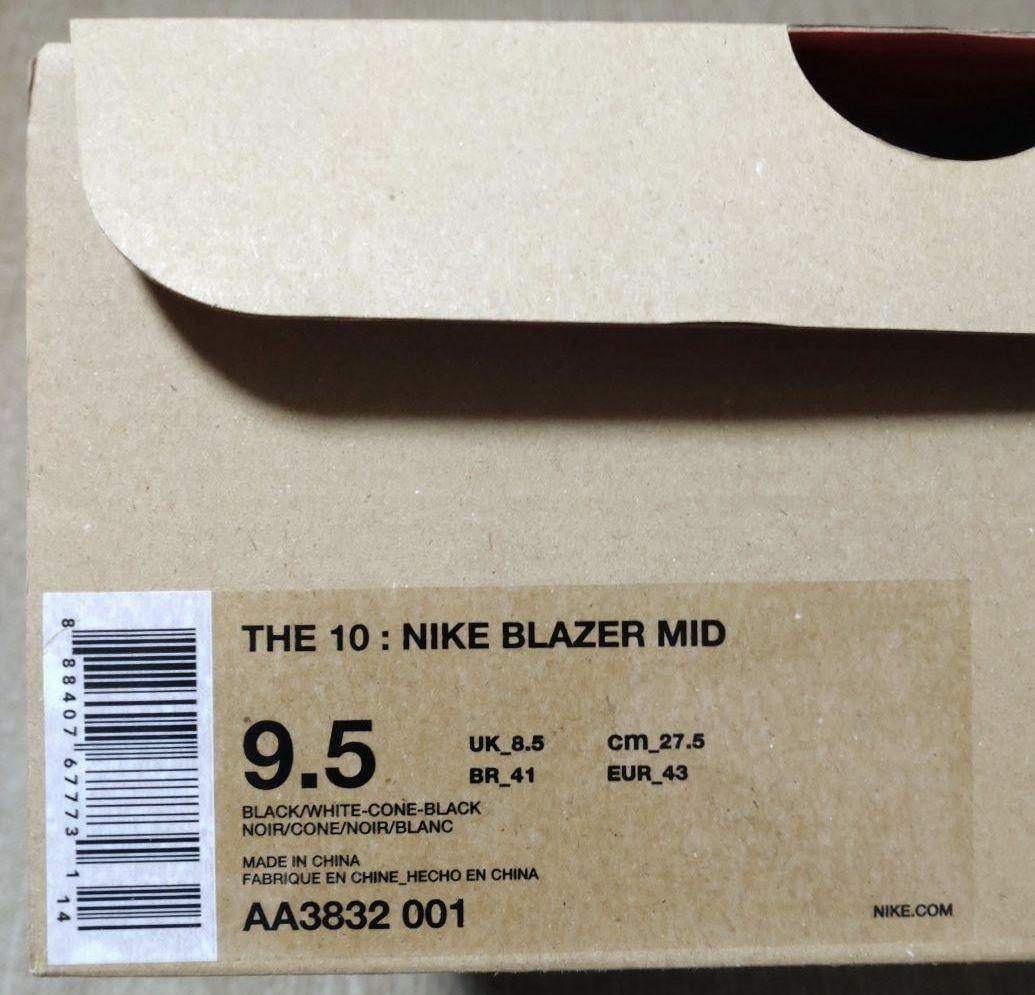 THE 10 : NIKE BLAZER MID
9.5
UK_8.5 cm_27.5
BR_41 EUR_43
BLACK/WHITE-CONE-BLACK
NOIR/CONE/NOIR/BLANC
MADE IN CHINA
FABRIQUE EN CHINE_HECHO EN CHINA
AA3832 001
NIKE.COM
8 88407 67773 1 14